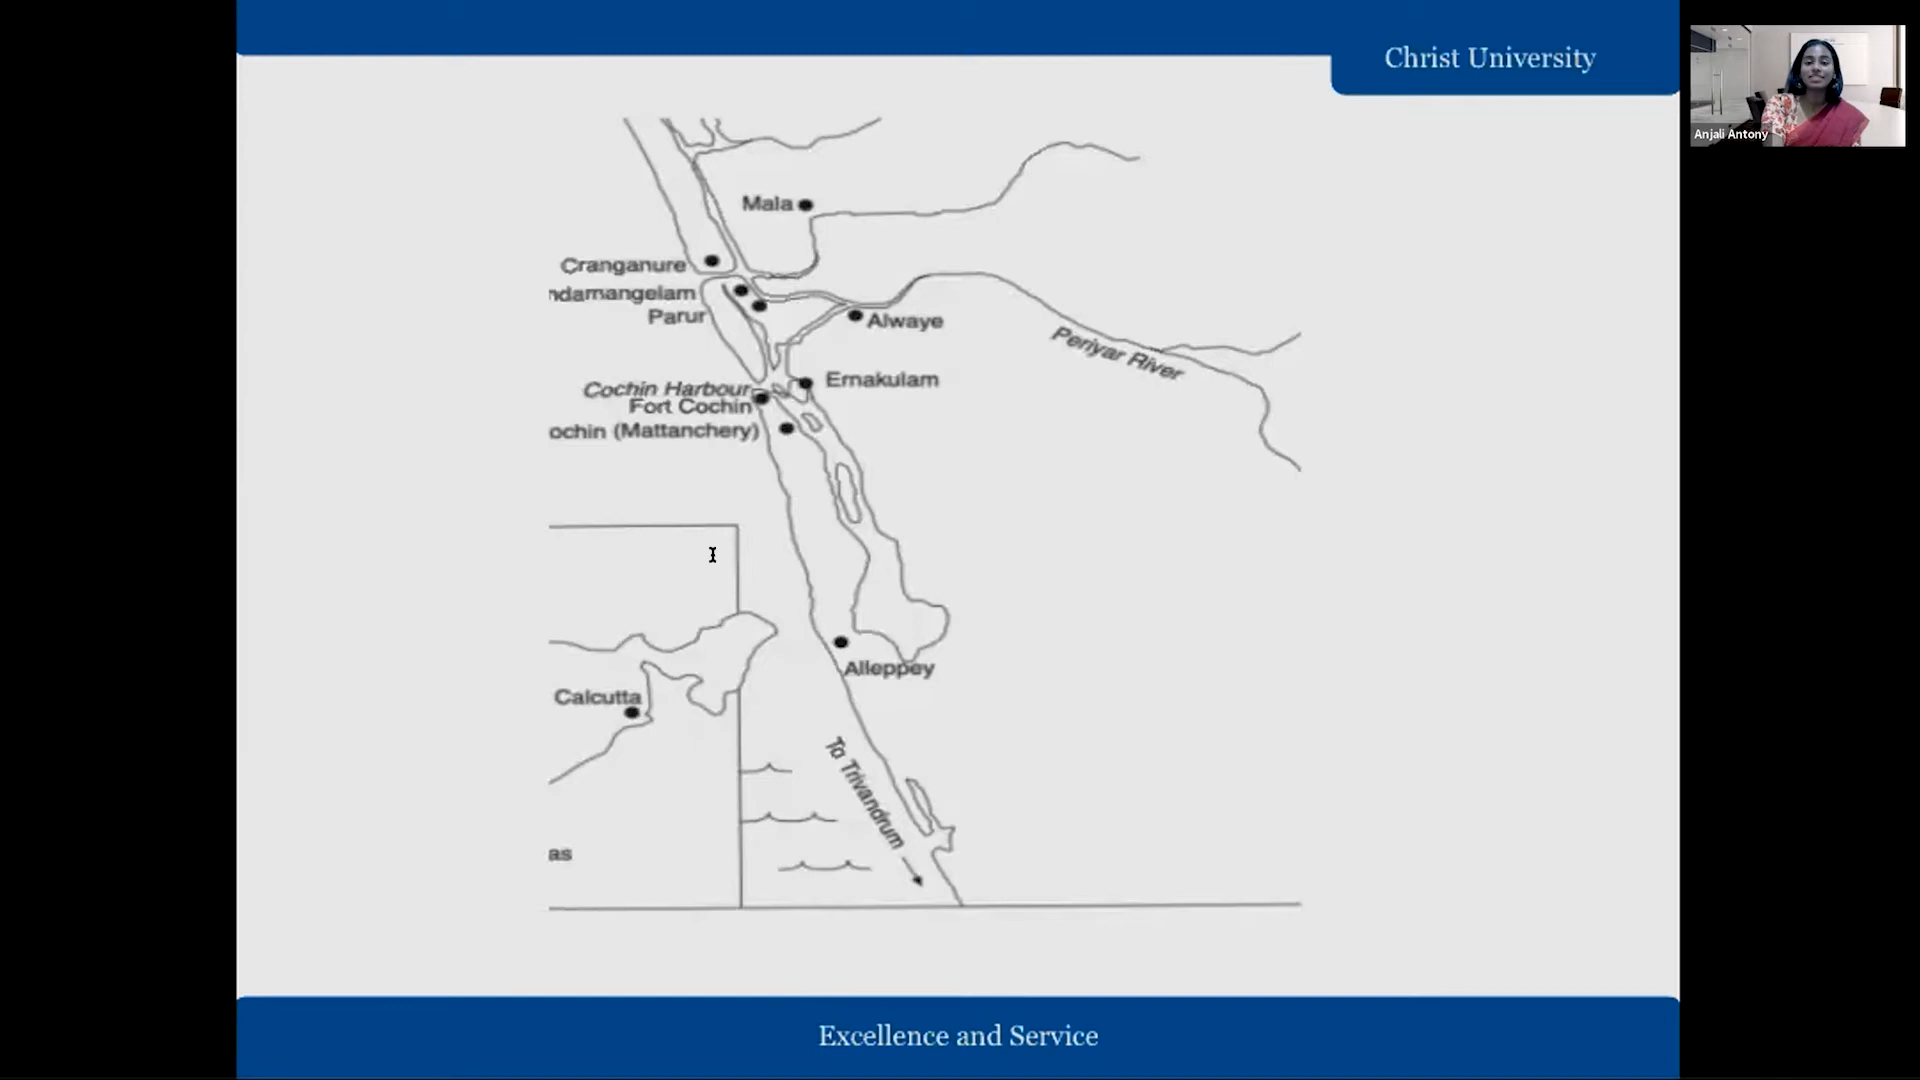 Christ University
Anjali Antony
Mala
Cranganure
ndamangelam
Parur
Alwaye
Periyar River
Cochin Harbour
Ernakulam
Fort Cochin
ochin (Mattanchery)
Alleppey
Calcutta
To Trivandrum
as
Excellence and Service